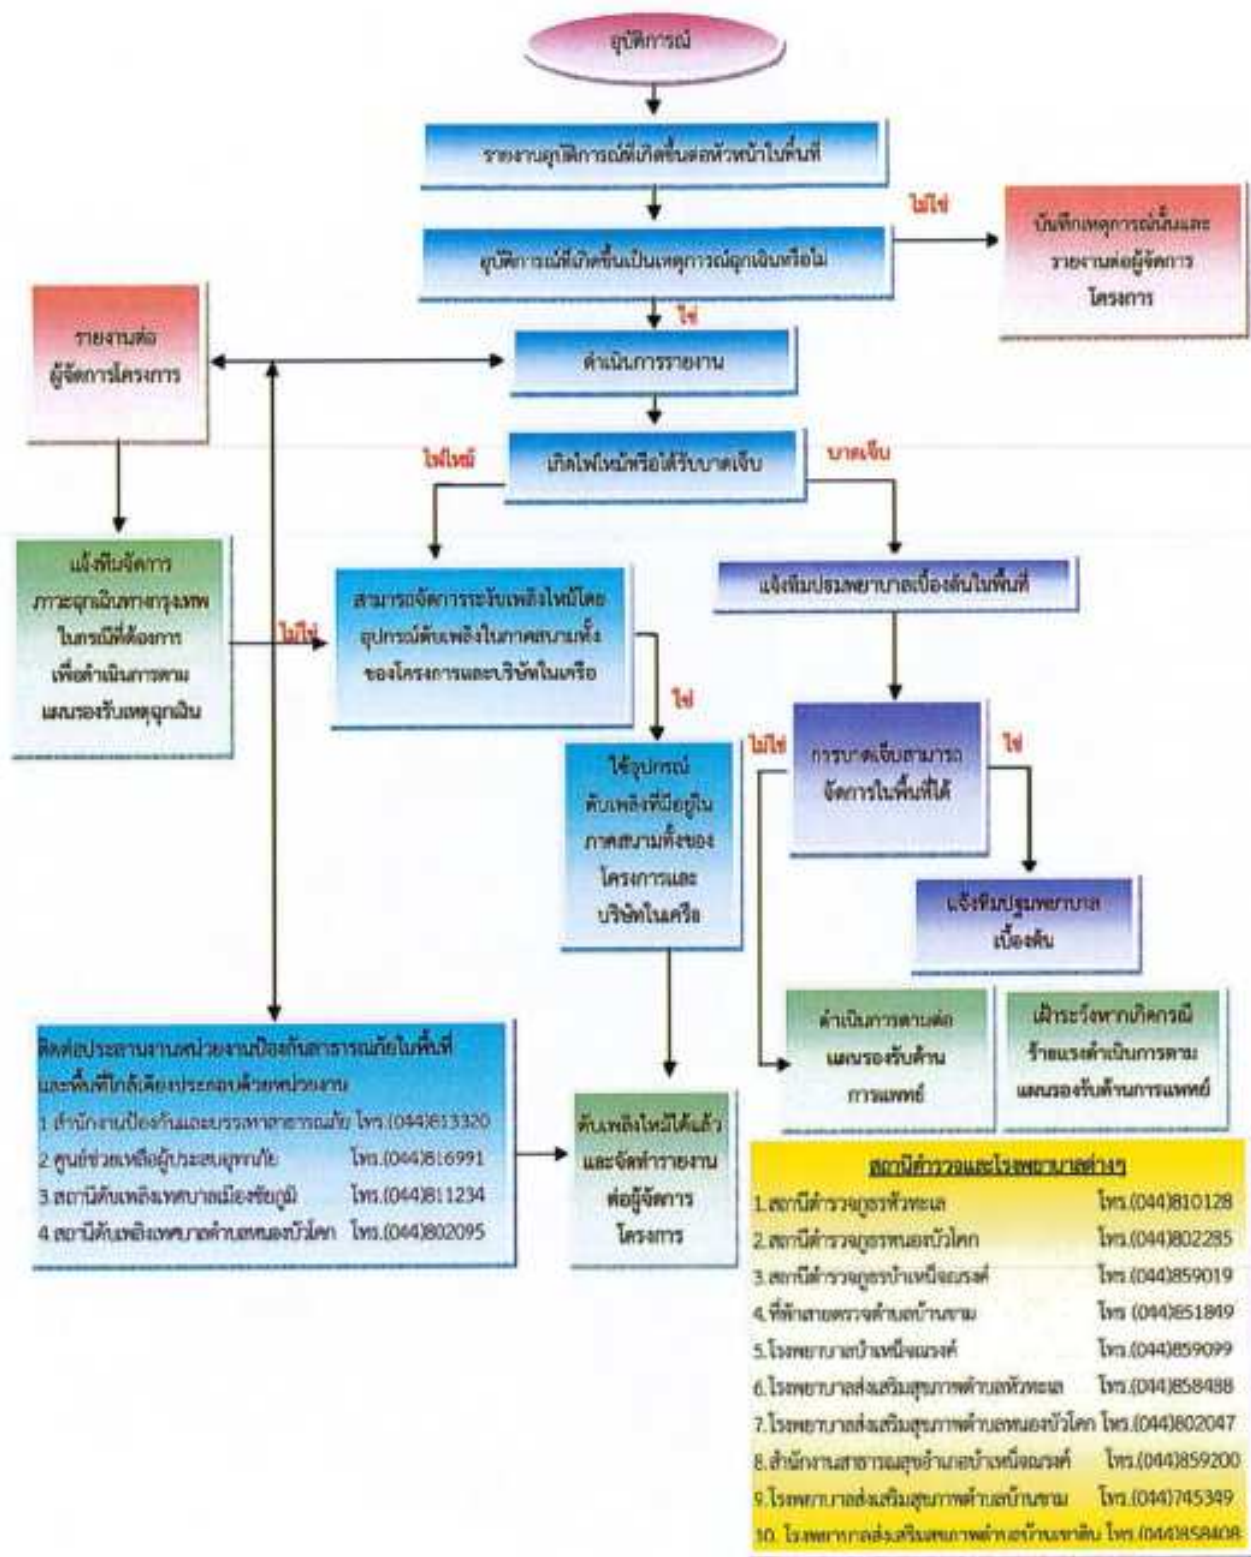 อุบัติการณ์
รายงานอุบัติการณ์ที่เกิดขึ้นต่อหัวหน้าในพื้นที่
ไม่ใช่
บันทึกเหตุการณ์นั้นและ
รายงานต่อผู้จัดการ
โครงการ
อุบัติการณ์ที่เกิดขึ้นเป็นเหตุการณ์ฉุกเฉินหรือไม่
ใช่
รายงานต่อ
ผู้จัดการโครงการ
ดำเนินการรายงาน
ไฟไหม้
เกิดไฟไหม้หรือได้รับบาดเจ็บ
บาดเจ็บ
แจ้งทีมจัดการ
ภาวะฉุกเฉินทางกรุงเทพ
ในกรณีที่ต้องการ
เพื่อดำเนินการตาม
แผนรองรับเหตุฉุกเฉิน
ไม่ใช่
สามารถจัดการระงับเพลิงไหม้โดย
อุปกรณ์ดับเพลิงในภาคสนามทั้ง
ของโครงการและบริษัทในเครือ
แจ้งทีมปฐมพยาบาลเบื้องต้นในพื้นที่
ใช่
ใช้อุปกรณ์
ดับเพลิงที่มีอยู่ใน
ภาคสนามทั้งของ
โครงการและ
บริษัทในเครือ
ไม่ใช่
การบาดเจ็บสามารถ
จัดการในพื้นที่ได้
ใช่
แจ้งทีมปฐมพยาบาล
เบื้องต้น
ดำเนินการตามต่อ
แผนรองรับด้าน
การแพทย์
เฝ้าระวังหากเกิดกรณี
ร้ายแรงดำเนินการตาม
แผนรองรับด้านการแพทย์
ติดต่อประสานงานหน่วยงานป้องกันสาธารณภัยในพื้นที่
และพื้นที่ใกล้เคียงประกอบด้วยหน่วยงาน
1 สำนักงานป้องกันและบรรเทาสาธารณภัย โทร.(044)813320
2 ศูนย์ช่วยเหลือผู้ประสบอุทกภัย โทร.(044)816991
3 สถานีดับเพลิงเทศบาลเมืองชัยภูมิ โทร.(044)811234
4 สถานีดับเพลิงเทศบาลตำบลหนองบัวโคก โทร.(044)802095
ดับเพลิงไหม้ได้แล้ว
และจัดทำรายงาน
ต่อผู้จัดการ
โครงการ
สถานีตำรวจและโรงพยาบาลต่างๆ
1.สถานีตำรวจภูธรหัวทะเล โทร.(044)810128
2.สถานีตำรวจภูธรหนองบัวโคก โทร.(044)802285
3.สถานีตำรวจภูธรบำเหน็จณรงค์ โทร.(044)859019
4.ที่พักสายตรวจตำบลบ้านขาม โทร (044)851849
5.โรงพยาบาลบำเหน็จณรงค์ โทร.(044)859099
6.โรงพยาบาลส่งเสริมสุขภาพตำบลหัวทะเล โทร.(044)858488
7.โรงพยาบาลส่งเสริมสุขภาพตำบลหนองบัวโคก โทร.(044)802047
8.สำนักงานสาธารณสุขอำเภอบำเหน็จณรงค์ โทร.(044)859200
9.โรงพยาบาลส่งเสริมสุขภาพตำบลบ้านขาม โทร.(044)745349
10. โรงพยาบาลส่งเสริมสุขภาพตำบลบ้านเขาดิน โทร.(044)858408